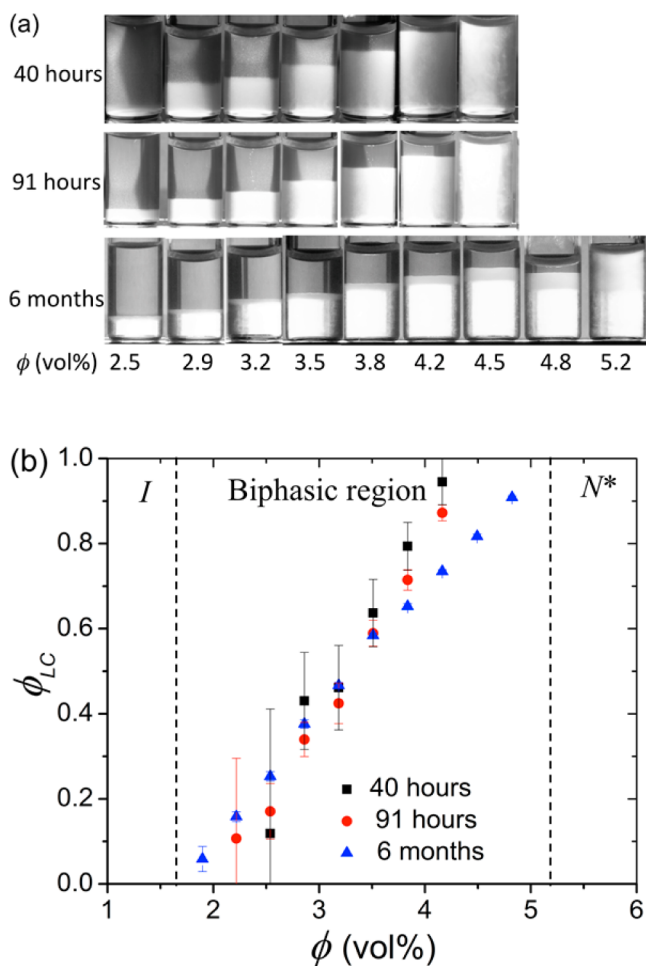 (a)
40 hours
91 hours
6 months
ϕ (vol%) 2.5 2.9 3.2 3.5 3.8 4.2 4.5 4.8 5.2
(b)
1.0
I Biphasic region N*
0.8
0.6
ϕLC
0.4
40 hours
0.2
91 hours
6 months
0.0
1 2 3 4 5 6
ϕ (vol%)